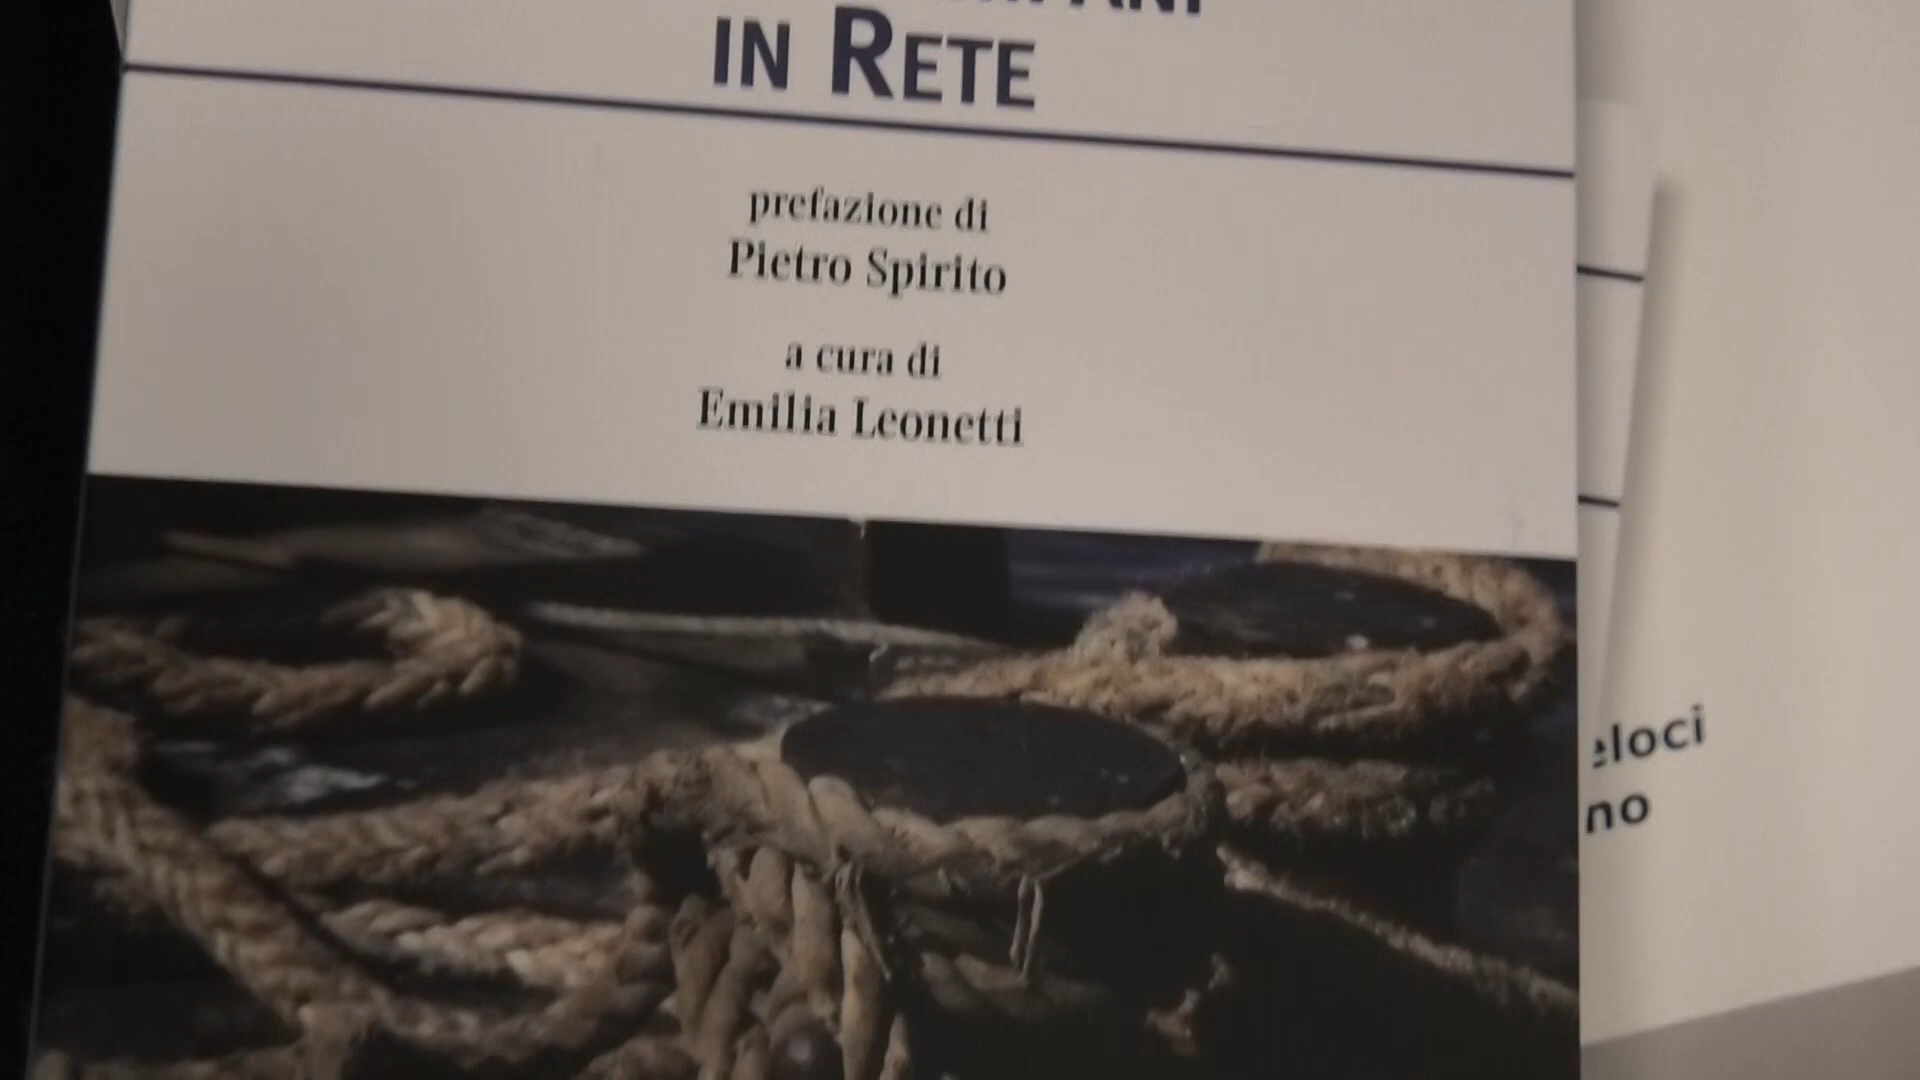 IN RETE
prefazione di
Pietro Spirito
a cura di
Emilia Leonetti
eloci
no